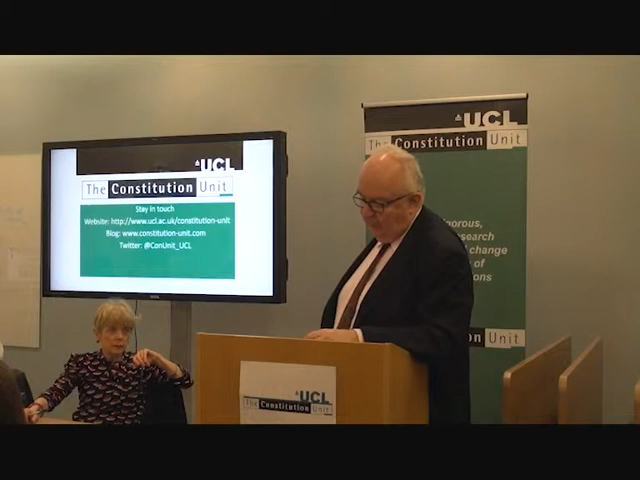 UCL
The Constitution Unit
Stay in touch
Website: http://www.ucl.ac.uk/constitution-unit
Blog: www.constitution-unit.com
Twitter: @ConUnit_UCL
UCL
The Constitution Unit
orous,
search
change
of
ons
on Unit
UCL
The Constitution Unit